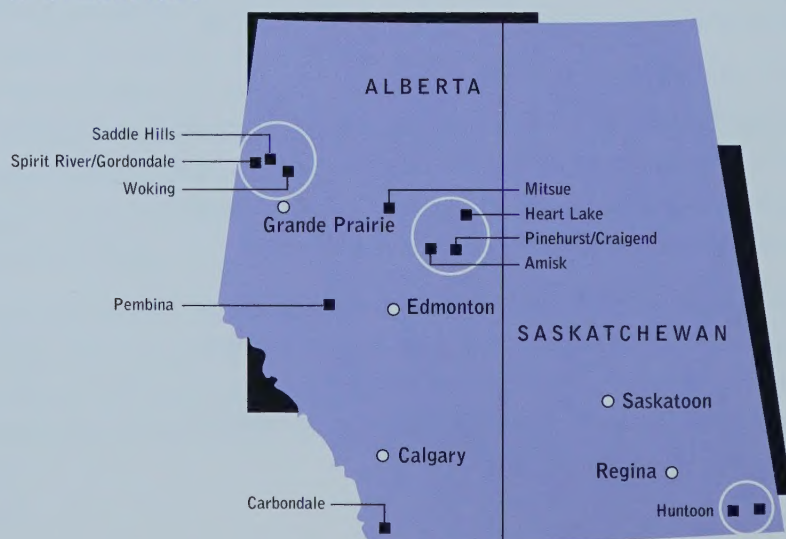 ALBERTA
Saddle Hills
Spirit River/Gordondale
Woking
Mitsue
Heart Lake
Grande Prairie
Pinehurst/Craigend
Amisk
Pembina
Edmonton
SASKATCHEWAN
Saskatoon
Calgary
Regina
Carbondale
Huntoon